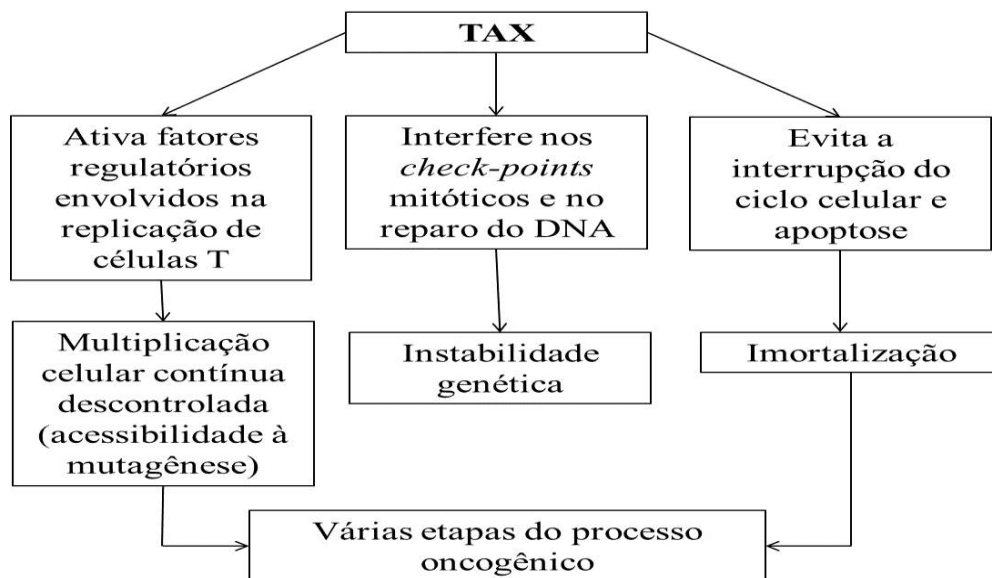 TAX
Ativa fatores
regulatórios
envolvidos na
replicação de
células T
Interfere nos
check-points
mitóticos e no
reparo do DNA
Evita a
interrupção do
ciclo celular e
apoptose
Multiplicação
celular contínua
descontrolada
(acessibilidade à
mutagênese)
Instabilidade
genética
Imortalização
Várias etapas do processo
oncogênico